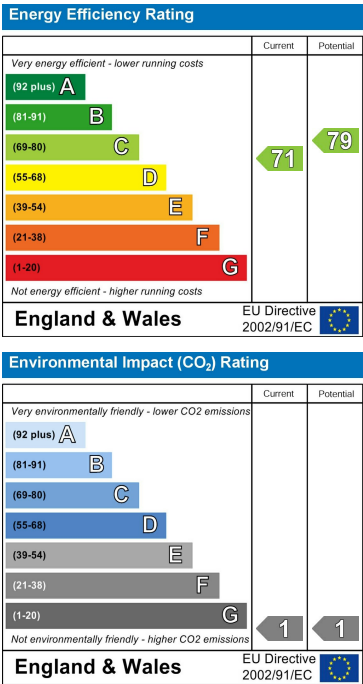 Energy Efficiency Rating
Current Potential
Very energy efficient - lower running costs
(92 plus) A
(81-91) B
(69-80) C
(55-68) D
(39-54) E
(21-38) F
(1-20) G
71 79
Not energy efficient - higher running costs
England & Wales
EU Directive
2002/91/EC
Environmental Impact (CO₂) Rating
Current Potential
Very environmentally friendly - lower CO2 emissions
(92 plus) A
(81-91) B
(69-80) C
(55-68) D
(39-54) E
(21-38) F
(1-20) G
1 1
Not environmentally friendly - higher CO2 emissions
England & Wales
EU Directive
2002/91/EC